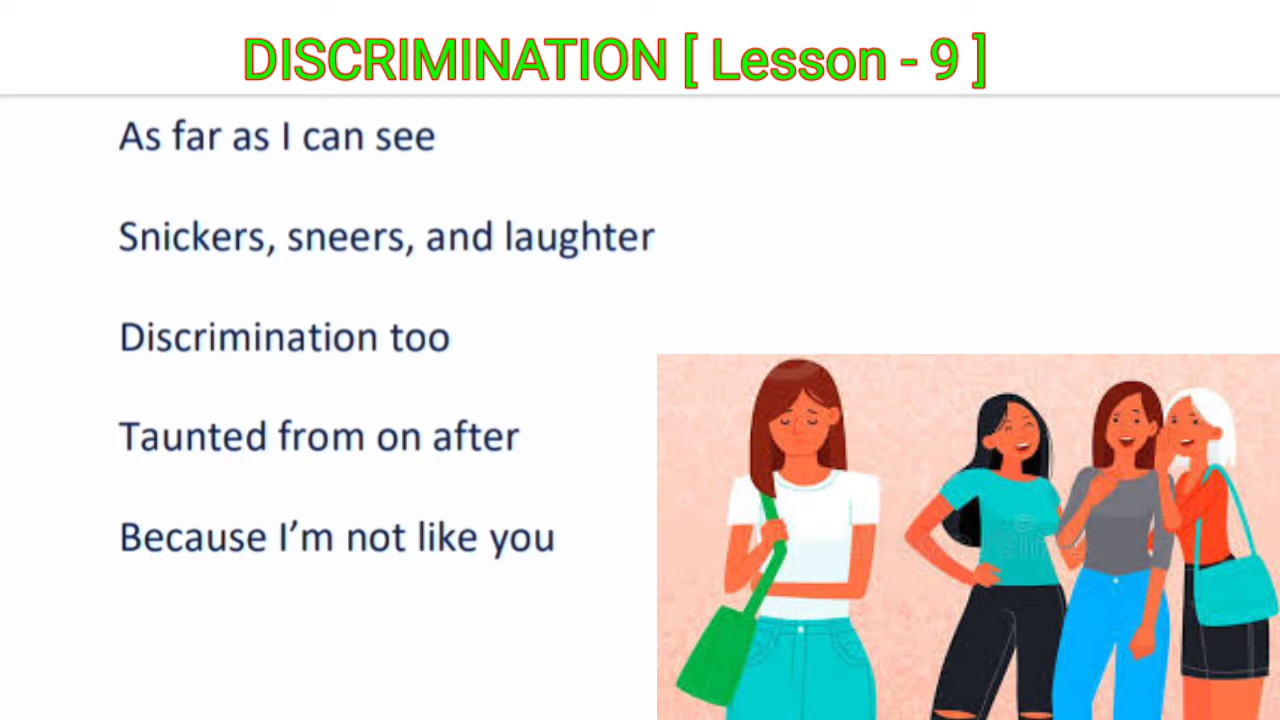 DISCRIMINATION [ Lesson - 9 ]
As far as I can see
Snickers, sneers, and laughter
Discrimination too
Taunted from on after
Because I’m not like you